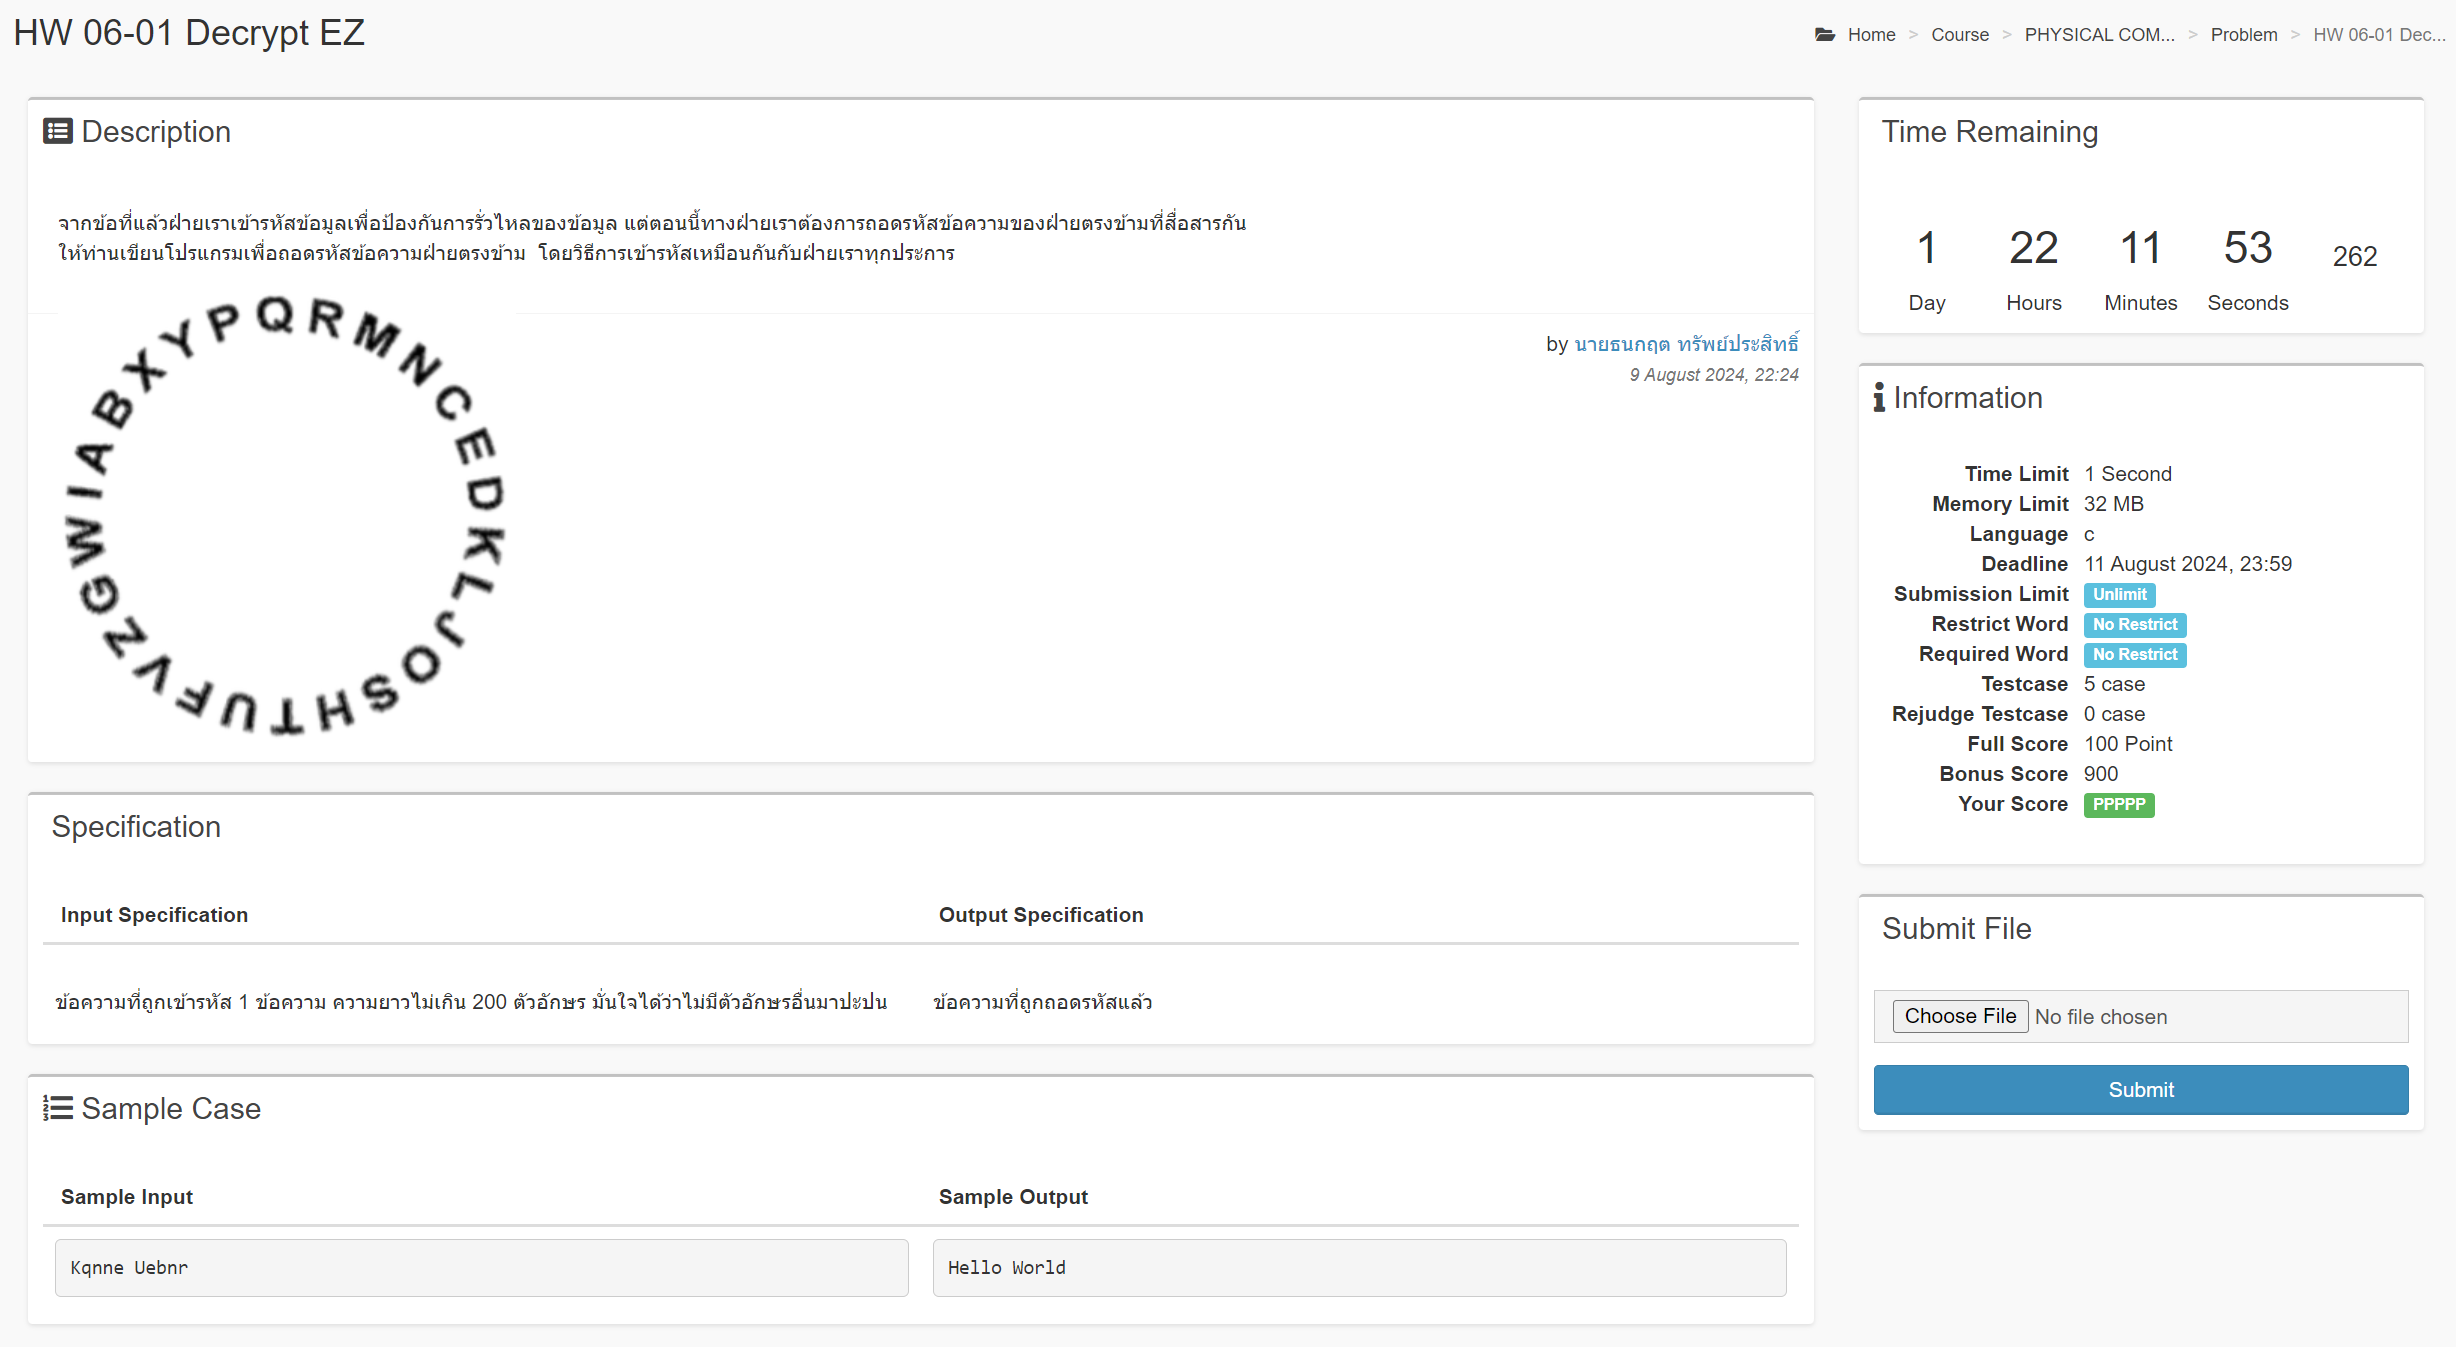 HW 06-01 Decrypt EZ
Home > Course > PHYSICAL COM... > Problem > HW 06-01 Dec...
Description
จากข้อที่แล้วฝ่ายเราเข้ารหัสข้อมูลเพื่อป้องกันการรั่วไหลของข้อมูล แต่ตอนนี้ทางฝ่ายเราต้องการถอดรหัสข้อความของฝ่ายตรงข้ามที่สื่อสารกัน
ให้ท่านเขียนโปรแกรมเพื่อถอดรหัสข้อความฝ่ายตรงข้าม โดยวิธีการเข้ารหัสเหมือนกันกับฝ่ายเราทุกประการ
ABXYPQRMNCEDKLJOSHTUFVZGWI
by นายธนกฤต ทรัพย์ประสิทธิ์
9 August 2024, 22:24
Specification
Input Specification Output Specification
ข้อความที่ถูกเข้ารหัส 1 ข้อความ ความยาวไม่เกิน 200 ตัวอักษร มั่นใจได้ว่าไม่มีตัวอักษรอื่นมาปะปน ข้อความที่ถูกถอดรหัสแล้ว
Sample Case
Sample Input Sample Output
Kqnne Uebnr Hello World
Time Remaining
1 22 11 53 262
Day Hours Minutes Seconds
Information
Time Limit 1 Second
Memory Limit 32 MB
Language c
Deadline 11 August 2024, 23:59
Submission Limit Unlimit
Restrict Word No Restrict
Required Word No Restrict
Testcase 5 case
Rejudge Testcase 0 case
Full Score 100 Point
Bonus Score 900
Your Score PPPPP
Submit File
Choose File No file chosen
Submit